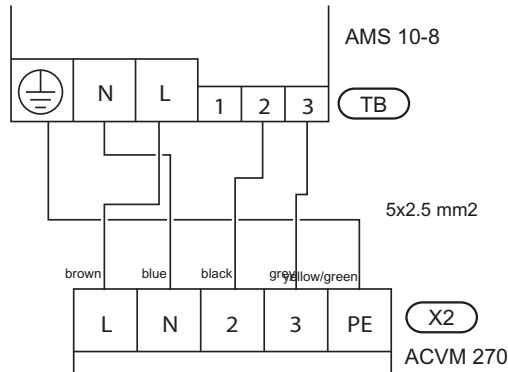 AMS 10-8
N L 1 2 3 TB
5x2.5 mm2
brown blue black grey yellow/green
L N 2 3 PE X2
ACVM 270